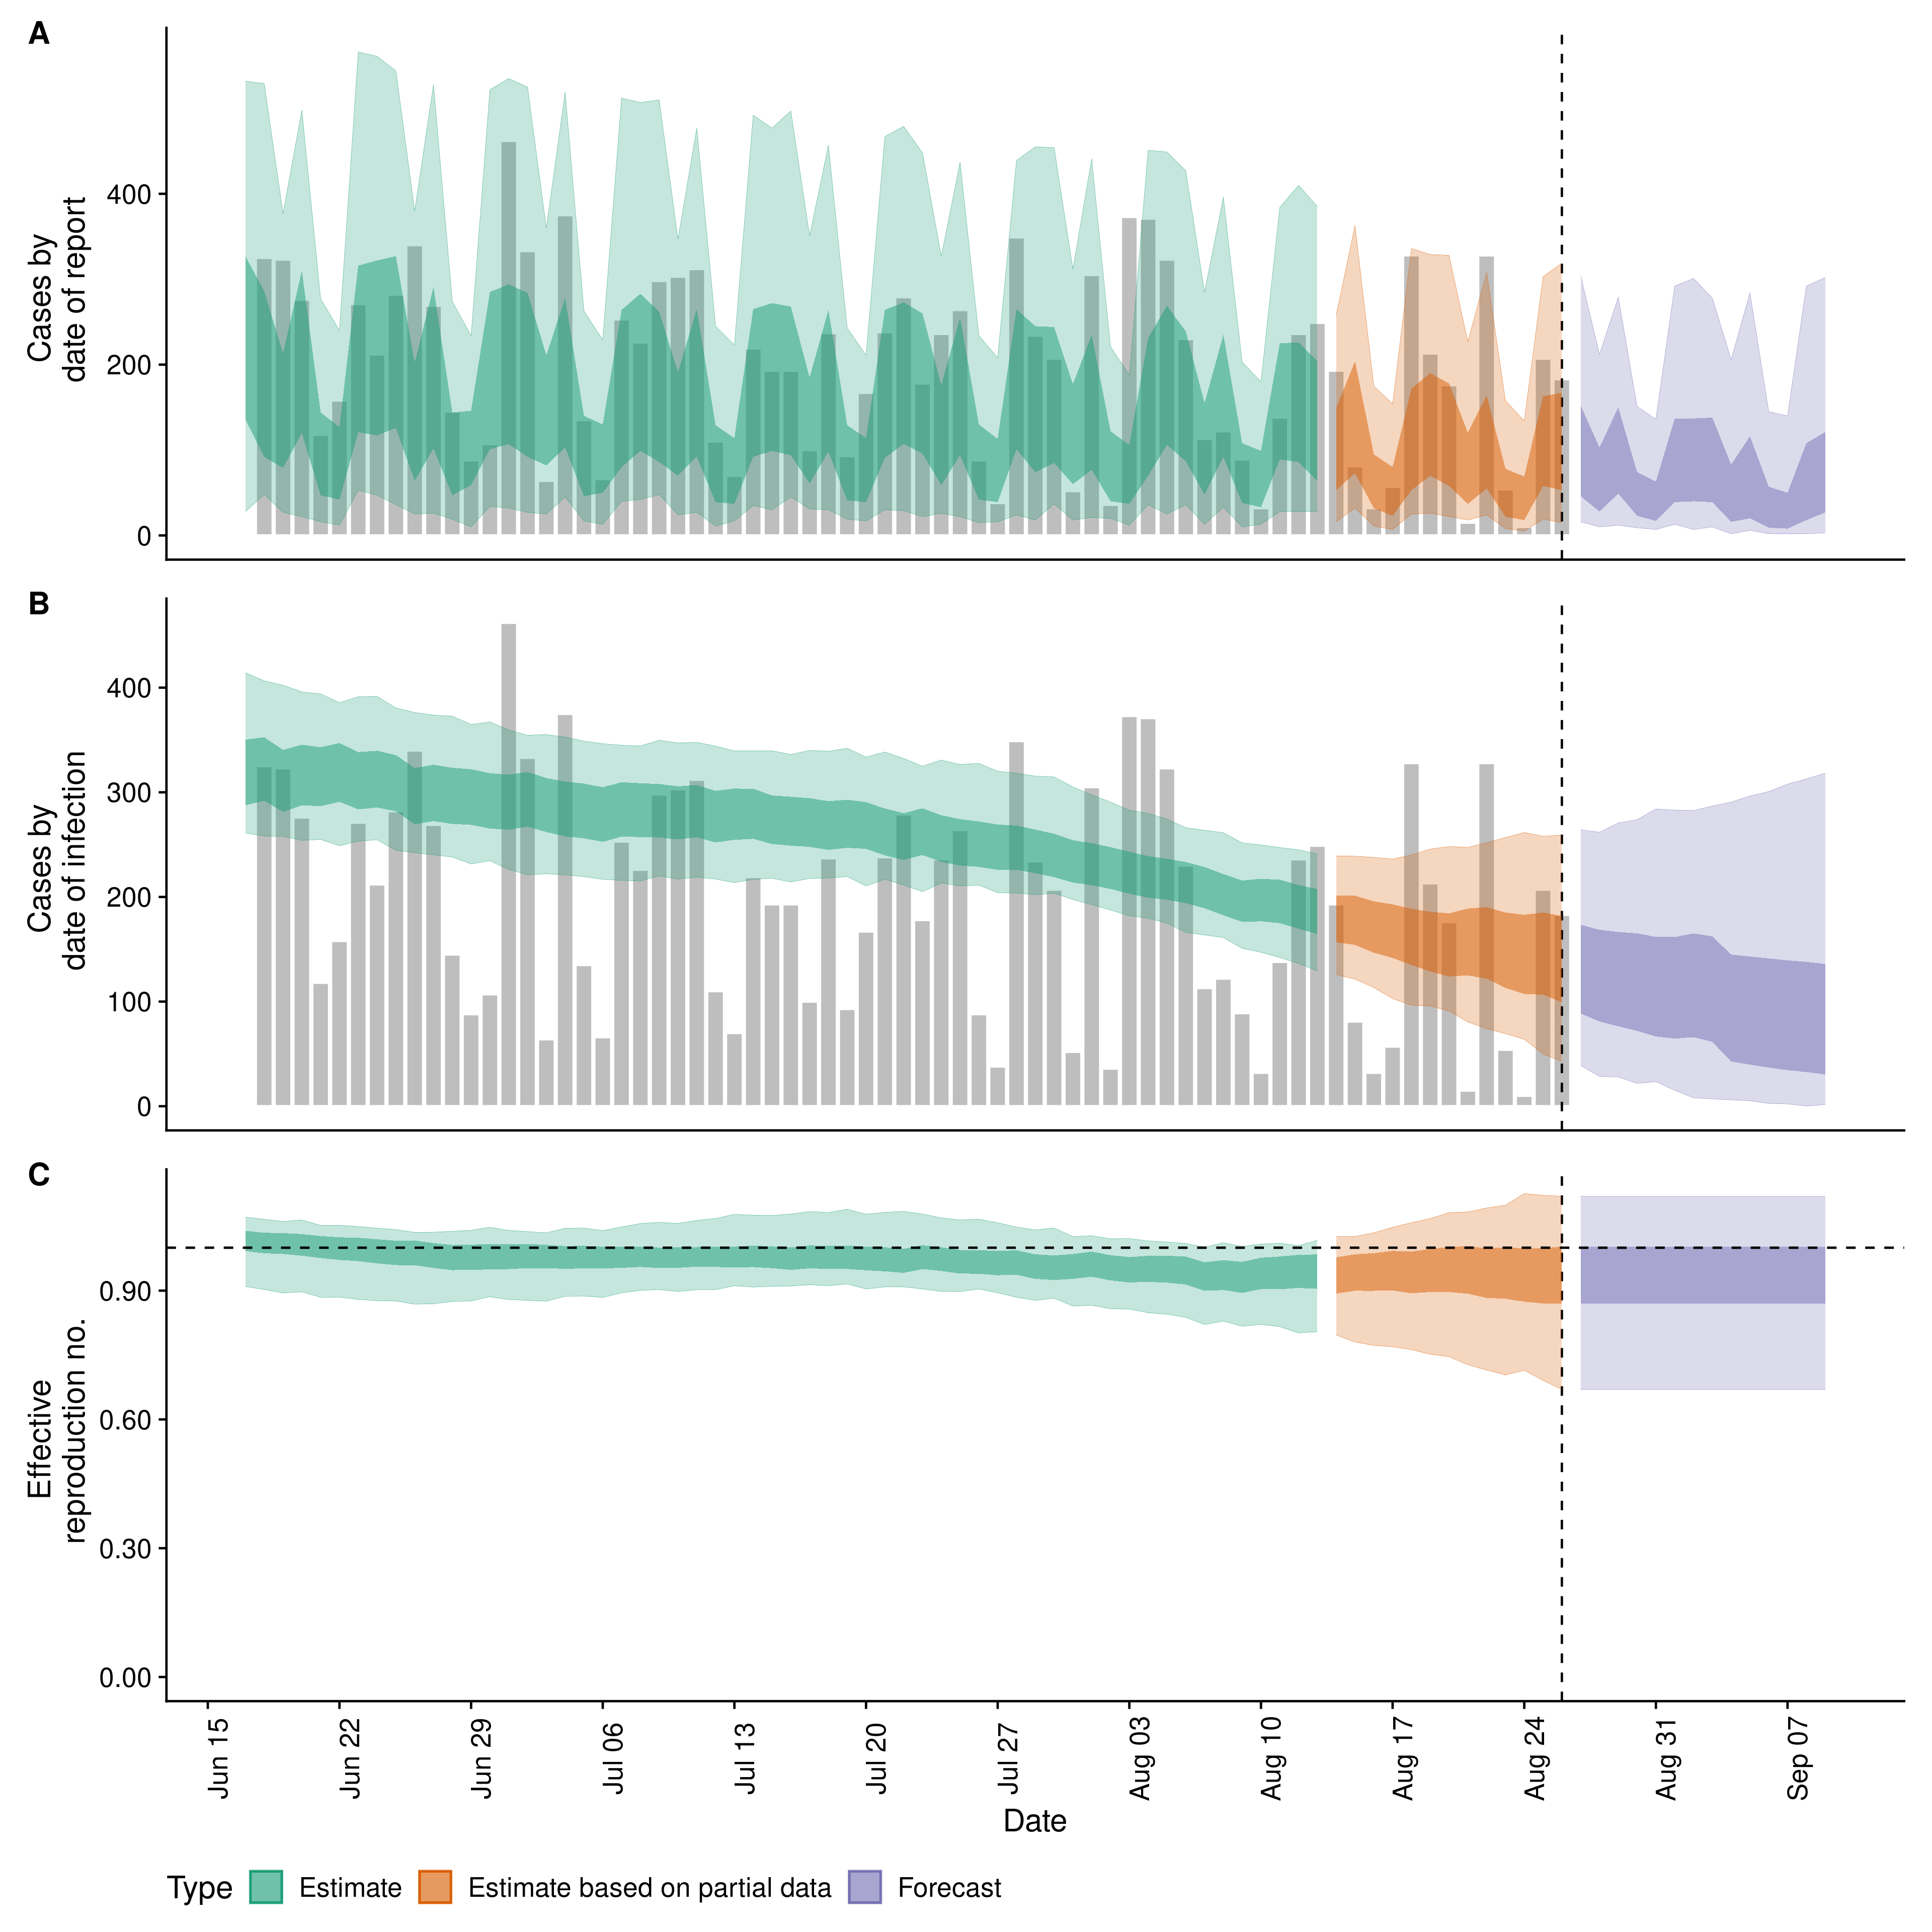 A
Cases by
date of report
400
200
0
B
Cases by
date of infection
400
300
200
100
0
C
Effective
reproduction no.
0.90
0.60
0.30
0.00
Jun 15
Jun 22
Jun 29
Jul 06
Jul 13
Jul 20
Jul 27
Aug 03
Aug 10
Aug 17
Aug 24
Aug 31
Sep 07
Date
Type
Estimate
Estimate based on partial data
Forecast